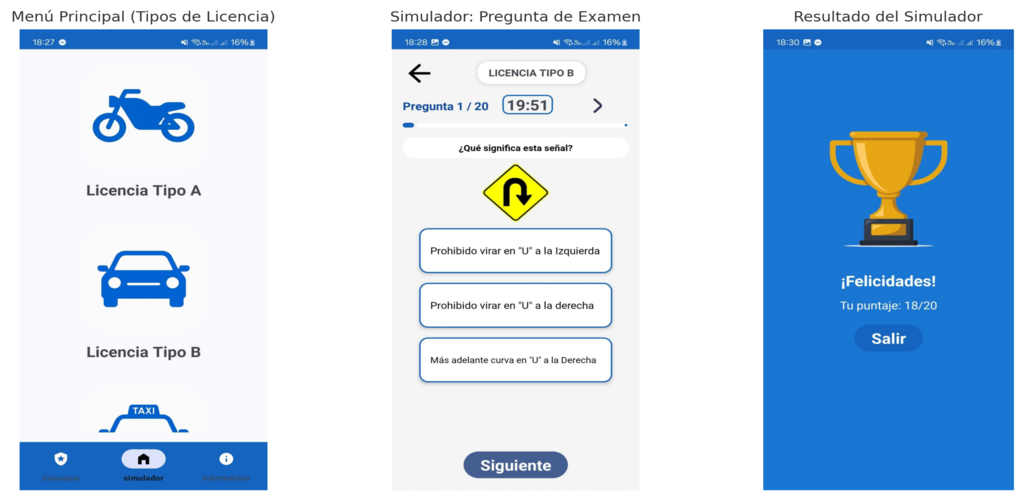 Menú Principal (Tipos de Licencia)
18:27
16%
Licencia Tipo A
Licencia Tipo B
TAXI
Consejos
simulador
Informacion
Simulador: Pregunta de Examen
18:28
16%
LICENCIA TIPO B
Pregunta 1 / 20
19:51
¿Qué significa esta señal?
Prohibido virar en "U" a la Izquierda
Prohibido virar en "U" a la derecha
Más adelante curva en "U" a la Derecha
Siguiente
Resultado del Simulador
18:30
16%
¡Felicidades!
Tu puntaje: 18/20
Salir